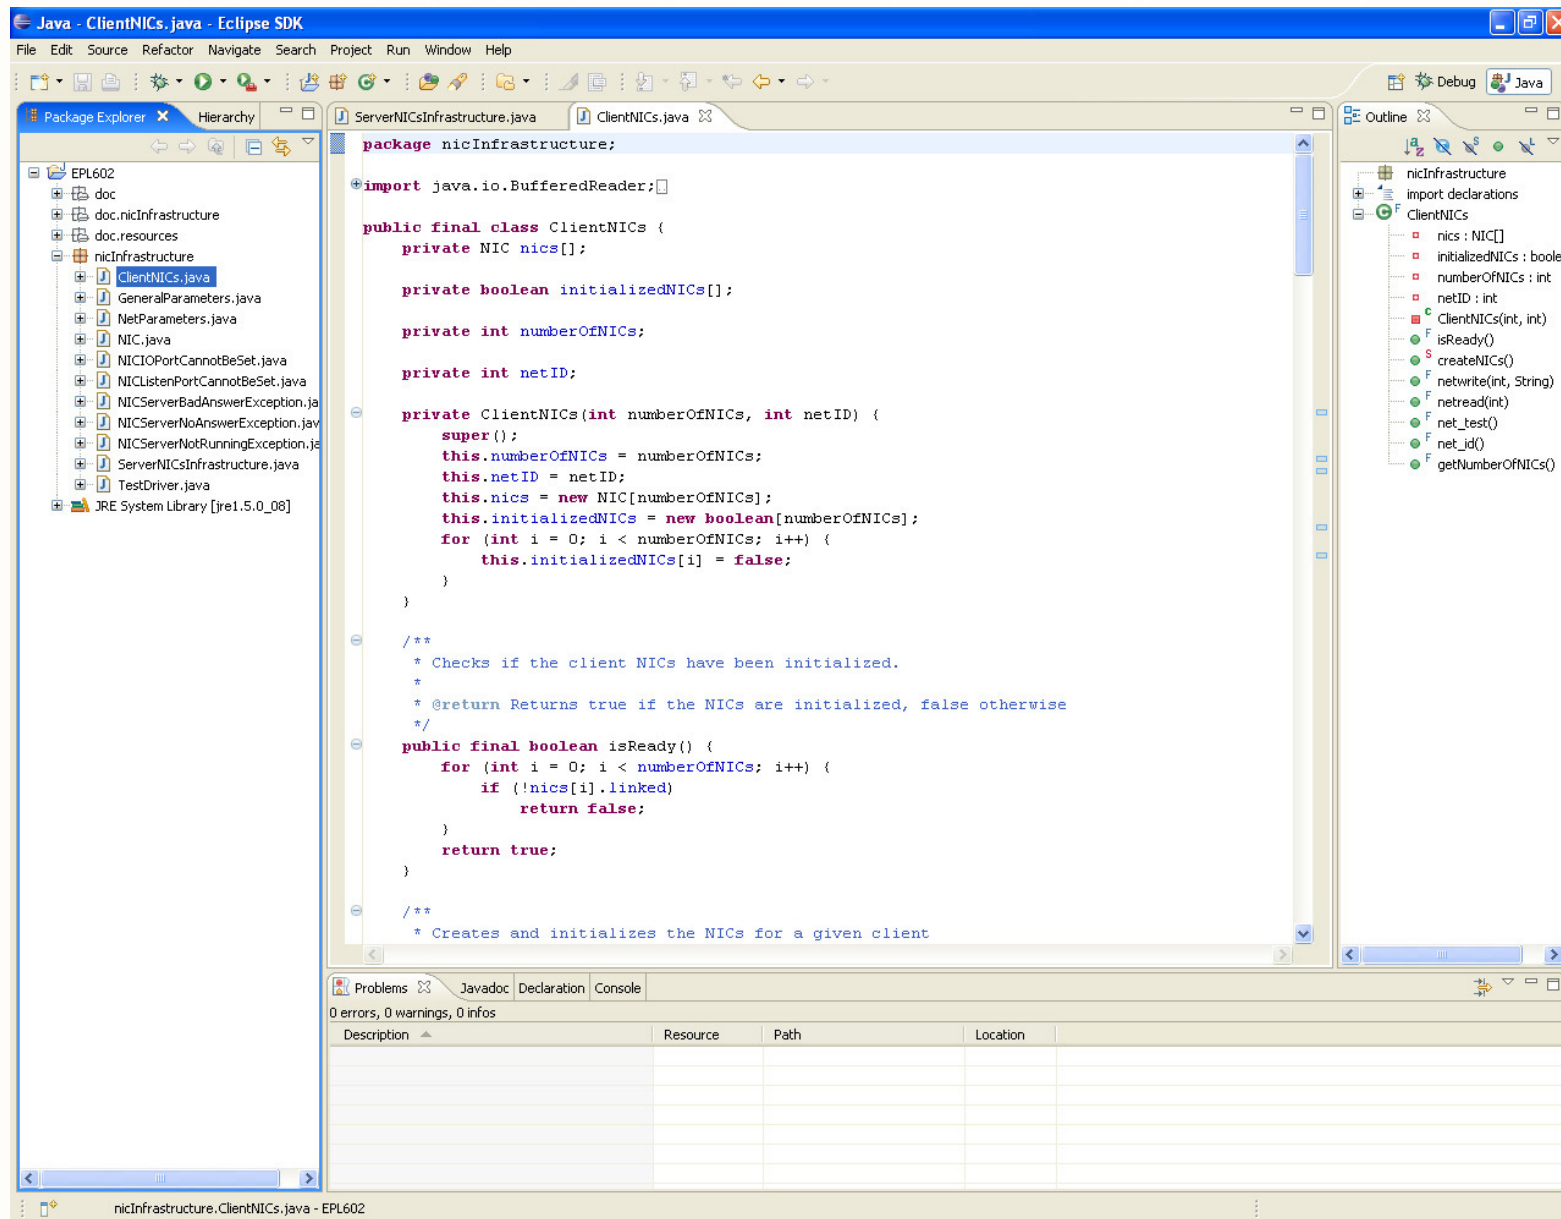 Java - ClientNICs.java - Eclipse SDK
File Edit Source Refactor Navigate Search Project Run Window Help
Debug Java
Package Explorer Hierarchy
EPL602
doc
doc.nicInfrastructure
doc.resources
nicInfrastructure
ClientNICs.java
GeneralParameters.java
NetParameters.java
NIC.java
NICIOPortCannotBeSet.java
NICListenPortCannotBeSet.java
NICServerBadAnswerException.ja
NICServerNoAnswerException.jav
NICServerNotRunningException.ja
ServerNICsInfrastructure.java
TestDriver.java
JRE System Library [jre1.5.0_08]
ServerNICsInfrastructure.java ClientNICs.java
package nicInfrastructure;
import java.io.BufferedReader;
public final class ClientNICs {
private NIC nics[];
private boolean initializedNICs[];
private int numberOfNICs;
private int netID;
private ClientNICs(int numberOfNICs, int netID) {
super();
this.numberOfNICs = numberOfNICs;
this.netID = netID;
this.nics = new NIC[numberOfNICs];
this.initializedNICs = new boolean[numberOfNICs];
for (int i = 0; i < numberOfNICs; i++) {
this.initializedNICs[i] = false;
}
}
/**
* Checks if the client NICs have been initialized.
*
* @return Returns true if the NICs are initialized, false otherwise
*/
public final boolean isReady() {
for (int i = 0; i < numberOfNICs; i++) {
if (!nics[i].linked)
return false;
}
return true;
}
/**
* Creates and initializes the NICs for a given client
Outline
nicInfrastructure
import declarations
ClientNICs
nics : NIC[]
initializedNICs : boole
numberOfNICs : int
netID : int
ClientNICs(int, int)
isReady()
createNICs()
netwrite(int, String)
netread(int)
net_test()
net_id()
getNumberOfNICs()
Problems Javadoc Declaration Console
0 errors, 0 warnings, 0 infos
Description Resource Path Location
nicInfrastructure.ClientNICs.java - EPL602